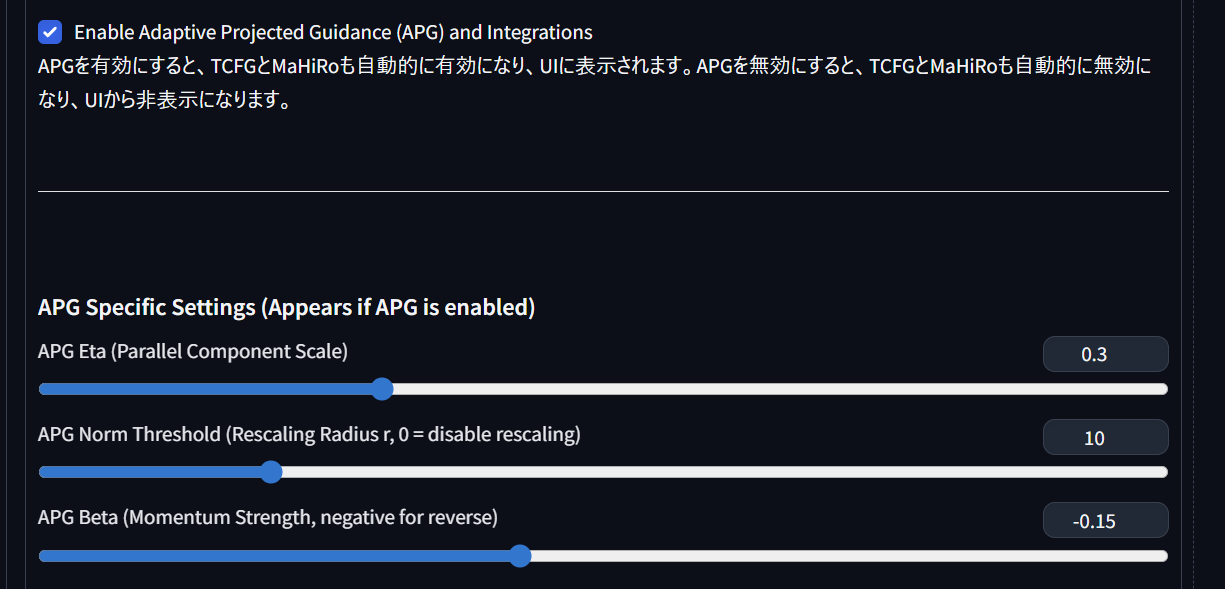 Enable Adaptive Projected Guidance (APG) and Integrations
APGを有効にすると、TCFGとMaHiRoも自動的に有効になり、UIに表示されます。APGを無効にすると、TCFGとMaHiRoも自動的に無効に
なり、UIから非表示になります。
APG Specific Settings (Appears if APG is enabled)
APG Eta (Parallel Component Scale)
0.3
APG Norm Threshold (Rescaling Radius r, 0 = disable rescaling)
10
APG Beta (Momentum Strength, negative for reverse)
-0.15